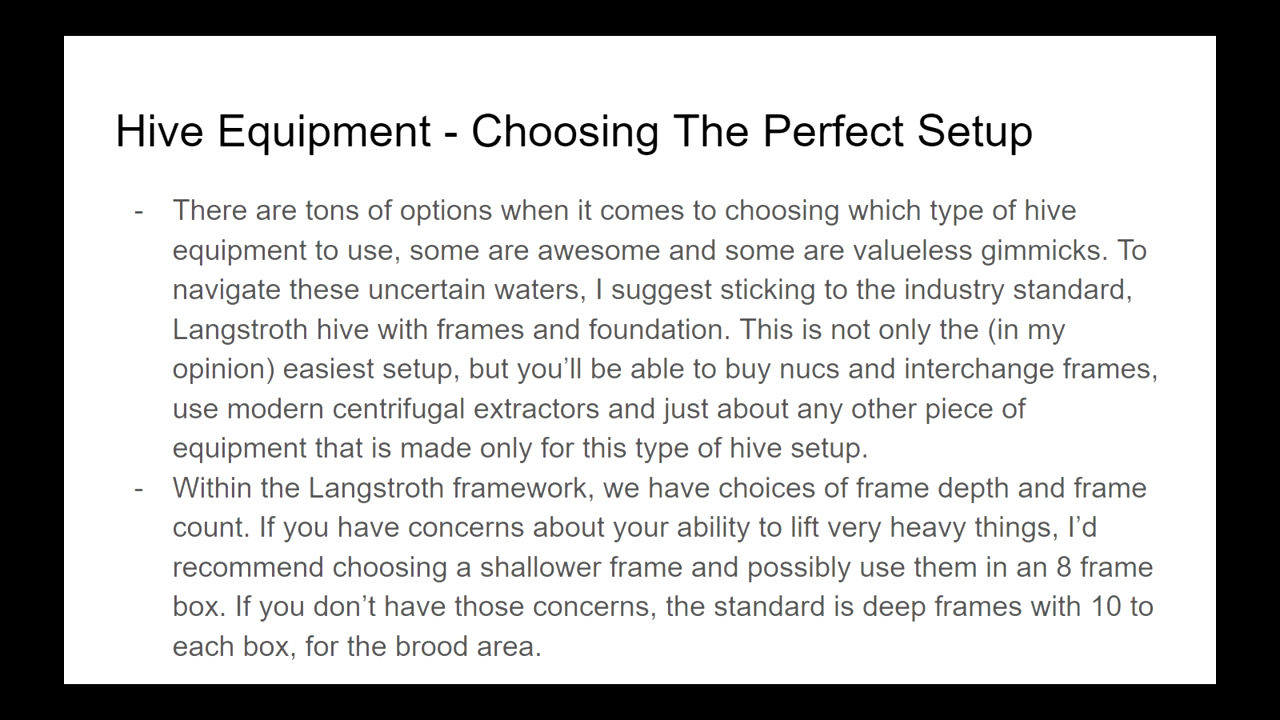 Hive Equipment - Choosing The Perfect Setup
- There are tons of options when it comes to choosing which type of hive
equipment to use, some are awesome and some are valueless gimmicks. To
navigate these uncertain waters, I suggest sticking to the industry standard,
Langstroth hive with frames and foundation. This is not only the (in my
opinion) easiest setup, but you’ll be able to buy nucs and interchange frames,
use modern centrifugal extractors and just about any other piece of
equipment that is made only for this type of hive setup.
- Within the Langstroth framework, we have choices of frame depth and frame
count. If you have concerns about your ability to lift very heavy things, I’d
recommend choosing a shallower frame and possibly use them in an 8 frame
box. If you don’t have those concerns, the standard is deep frames with 10 to
each box, for the brood area.